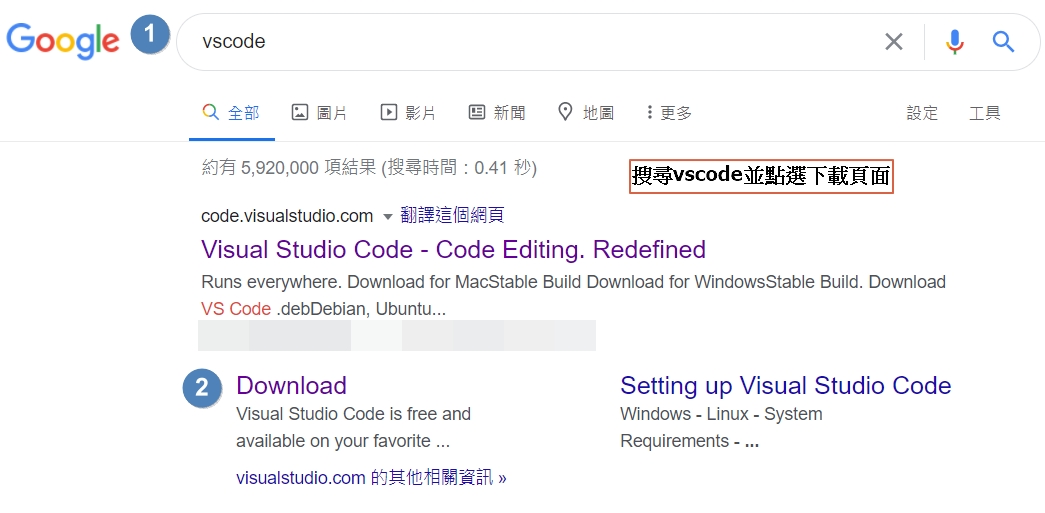 Google 1 vscode
全部 圖片 影片 新聞 地圖 更多 設定 工具
約有 5,920,000 項結果 (搜尋時間：0.41 秒)
搜尋vscode並點選下載頁面
code.visualstudio.com 翻譯這個網頁
Visual Studio Code - Code Editing. Redefined
Runs everywhere. Download for MacStable Build Download for WindowsStable Build. Download
VS Code .debDebian, Ubuntu...
2 Download
Visual Studio Code is free and
available on your favorite ...
Setting up Visual Studio Code
Windows - Linux - System
Requirements - ...
visualstudio.com 的其他相關資訊 »